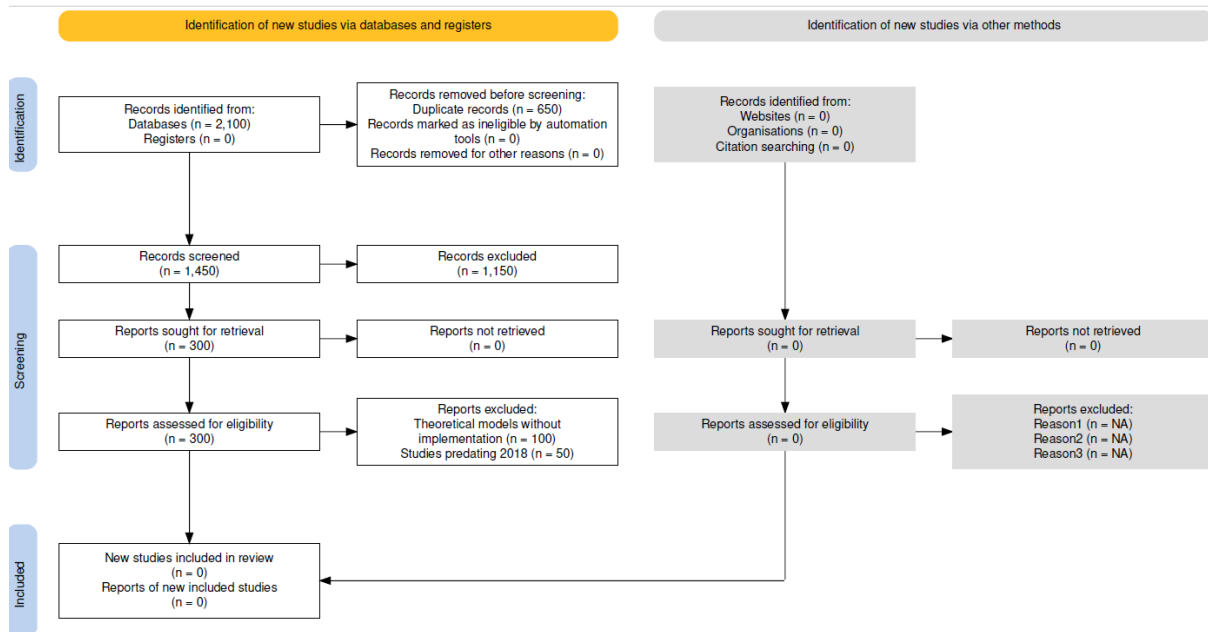 Identification of new studies via databases and registers
Identification of new studies via other methods
Identification
Records identified from:
Databases (n = 2,100)
Registers (n = 0)
Records removed before screening:
Duplicate records (n = 650)
Records marked as ineligible by automation
tools (n = 0)
Records removed for other reasons (n = 0)
Records identified from:
Websites (n = 0)
Organisations (n = 0)
Citation searching (n = 0)
Screening
Records screened
(n = 1,450)
Records excluded
(n = 1,150)
Reports sought for retrieval
(n = 300)
Reports not retrieved
(n = 0)
Reports sought for retrieval
(n = 0)
Reports not retrieved
(n = 0)
Reports assessed for eligibility
(n = 300)
Reports excluded:
Theoretical models without
implementation (n = 100)
Studies predating 2018 (n = 50)
Reports assessed for eligibility
(n = 0)
Reports excluded:
Reason1 (n = NA)
Reason2 (n = NA)
Reason3 (n = NA)
Included
New studies included in review
(n = 0)
Reports of new included studies
(n = 0)